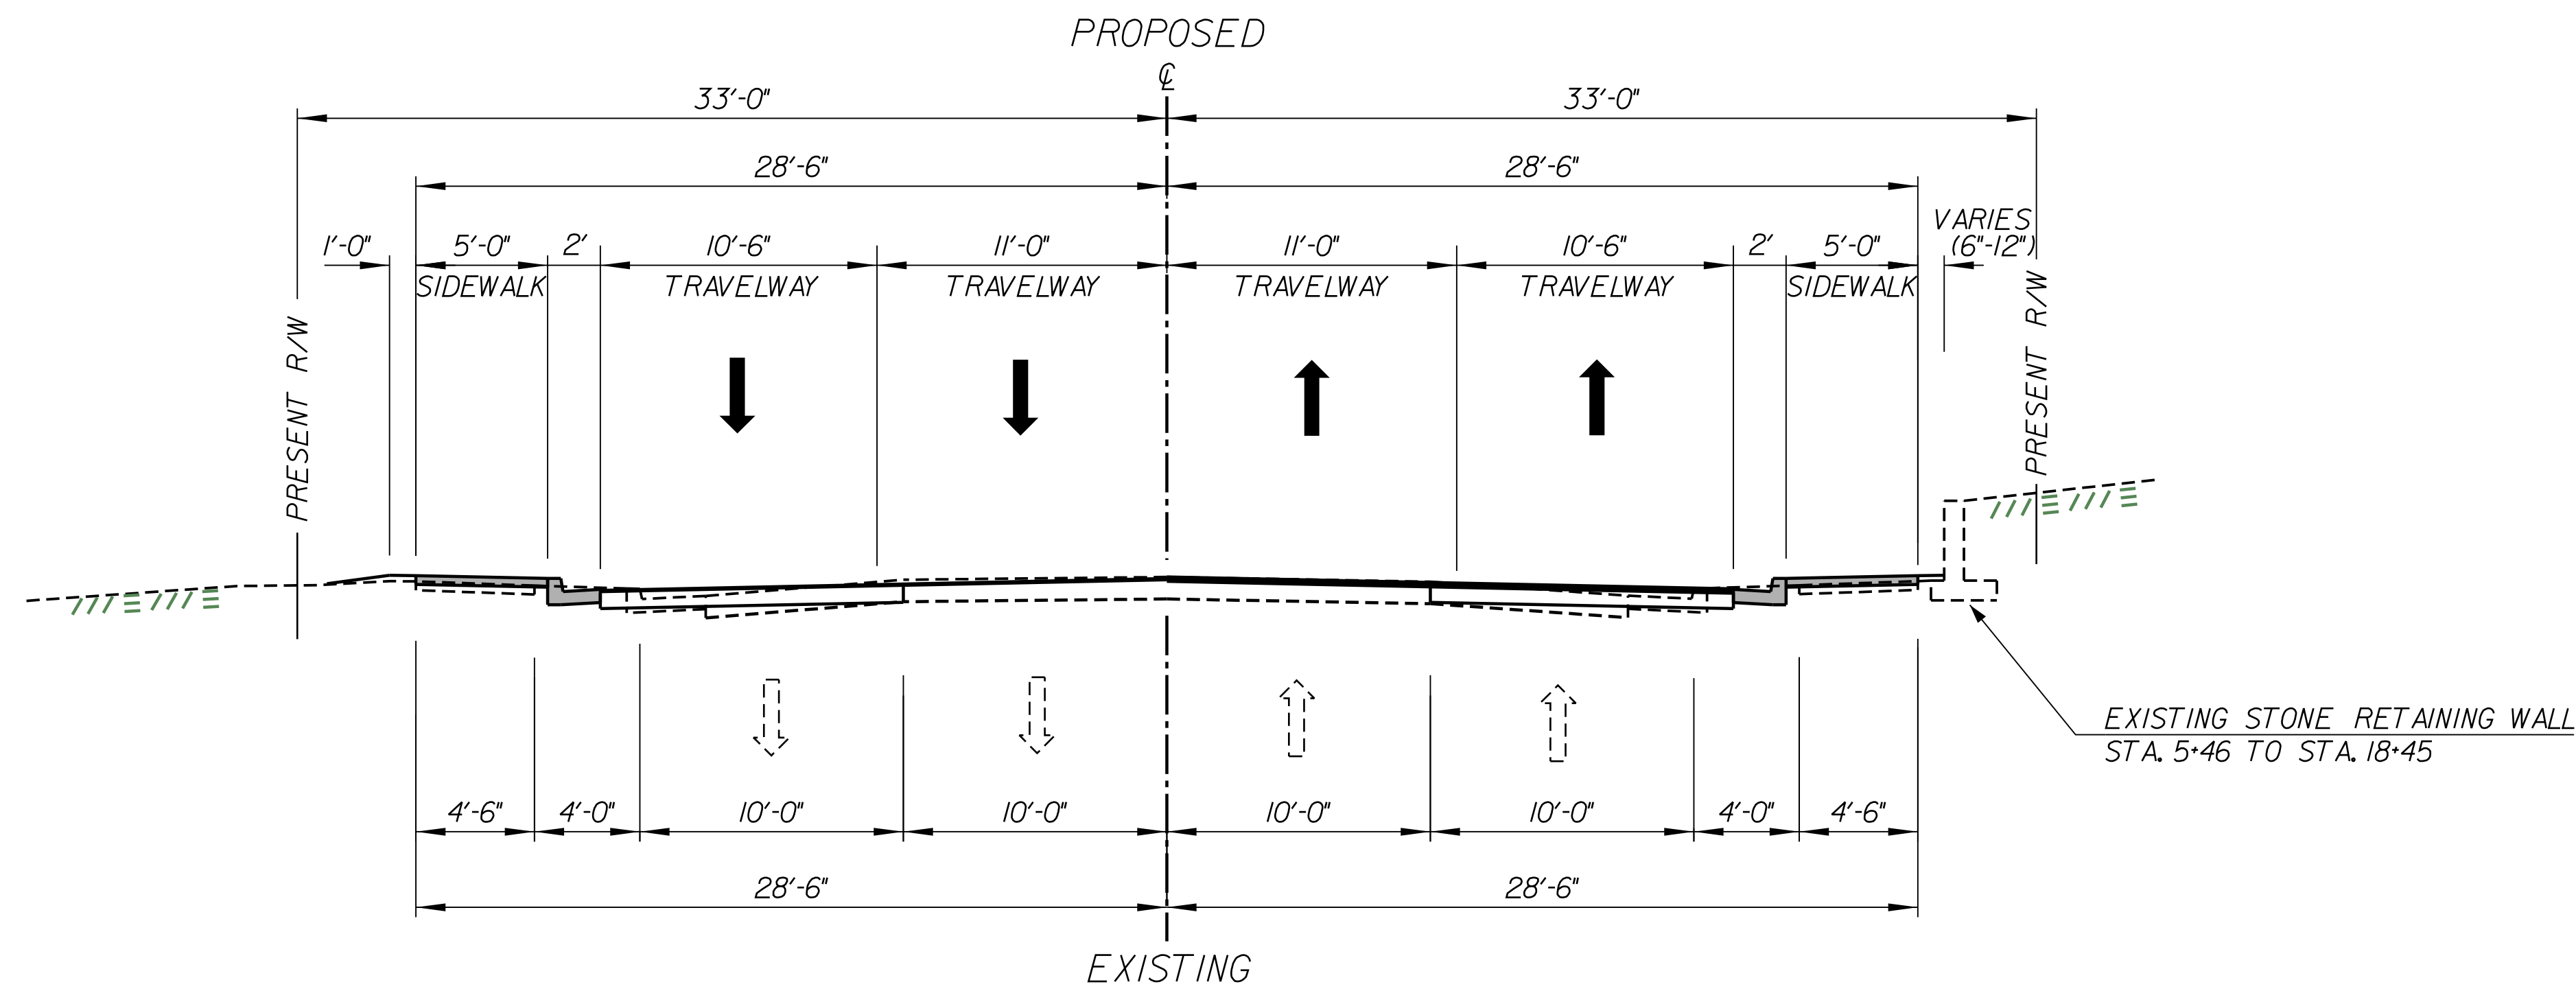 PROPOSED
℄
33'-0" 33'-0"
28'-6" 28'-6"
VARIES
1'-0" 5'-0" 2' 10'-6" 11'-0" 11'-0" 10'-6" 2' 5'-0" (6"-12")
SIDEWALK TRAVELWAY TRAVELWAY TRAVELWAY TRAVELWAY SIDEWALK
PRESENT R/W
PRESENT R/W
EXISTING STONE RETAINING WALL
STA. 5+46 TO STA. 18+45
4'-6" 4'-0" 10'-0" 10'-0" 10'-0" 10'-0" 4'-0" 4'-6"
28'-6" 28'-6"
EXISTING